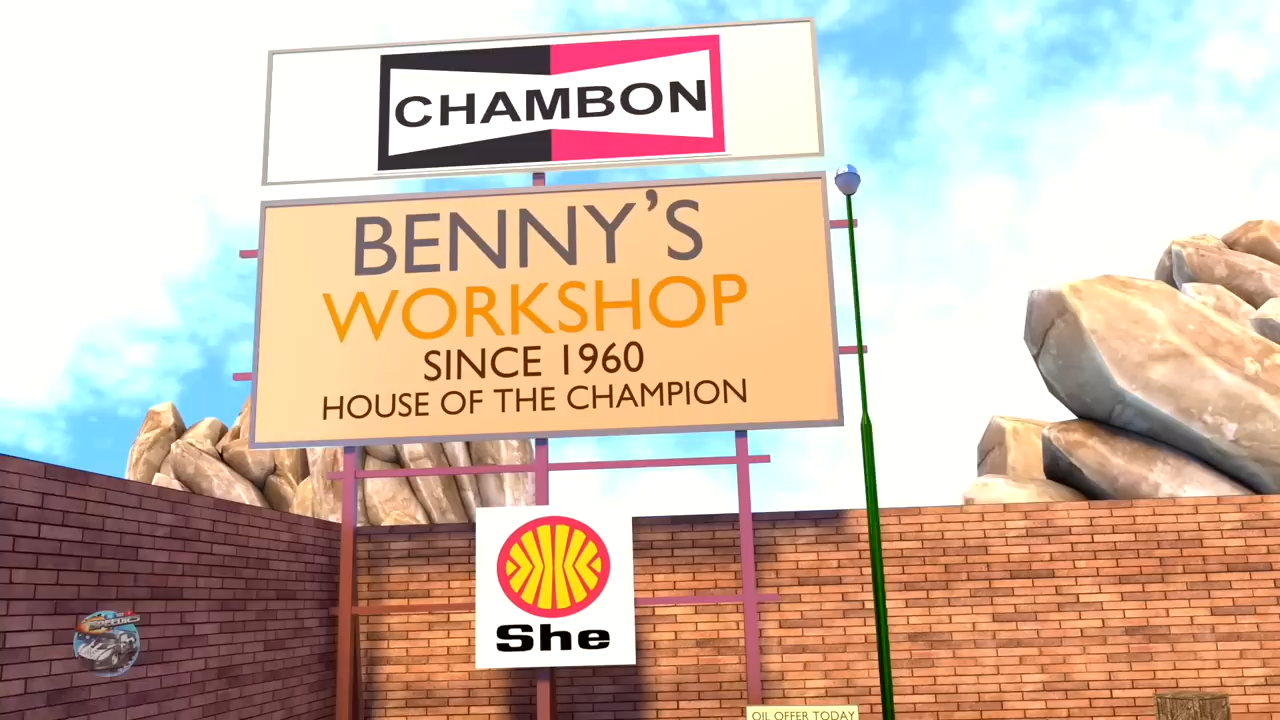 CHAMBON
BENNY'S
WORKSHOP
SINCE 1960
HOUSE OF THE CHAMPION
She
OIL OFFER TODAY